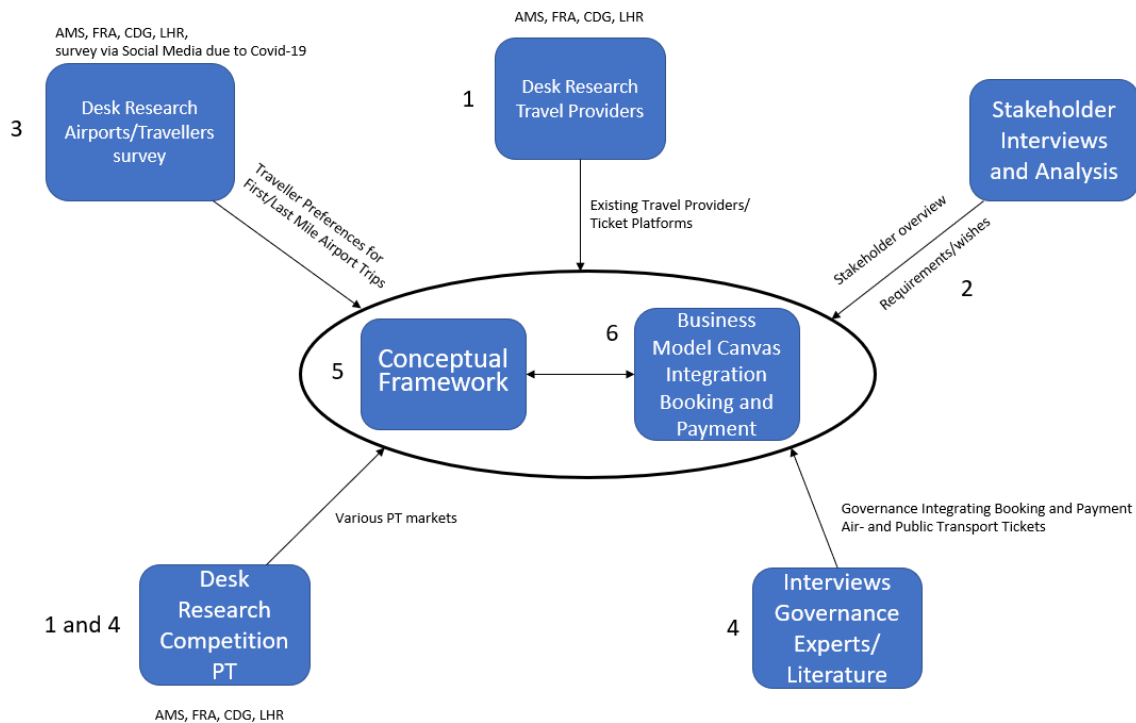 AMS, FRA, CDG, LHR,
survey via Social Media due to Covid-19
3
Desk Research
Airports/Travellers
survey
Traveller Preferences for
First/Last Mile Airport Trips
AMS, FRA, CDG, LHR
1
Desk Research
Travel Providers
Existing Travel Providers/
Ticket Platforms
Stakeholder
Interviews
and Analysis
Stakeholder overview
Requirements/wishes
2
5
Conceptual
Framework
6
Business
Model Canvas
Integration
Booking and
Payment
Various PT markets
1 and 4
Desk
Research
Competition
PT
AMS, FRA, CDG, LHR
Governance Integrating Booking and Payment
Air- and Public Transport Tickets
4
Interviews
Governance
Experts/
Literature